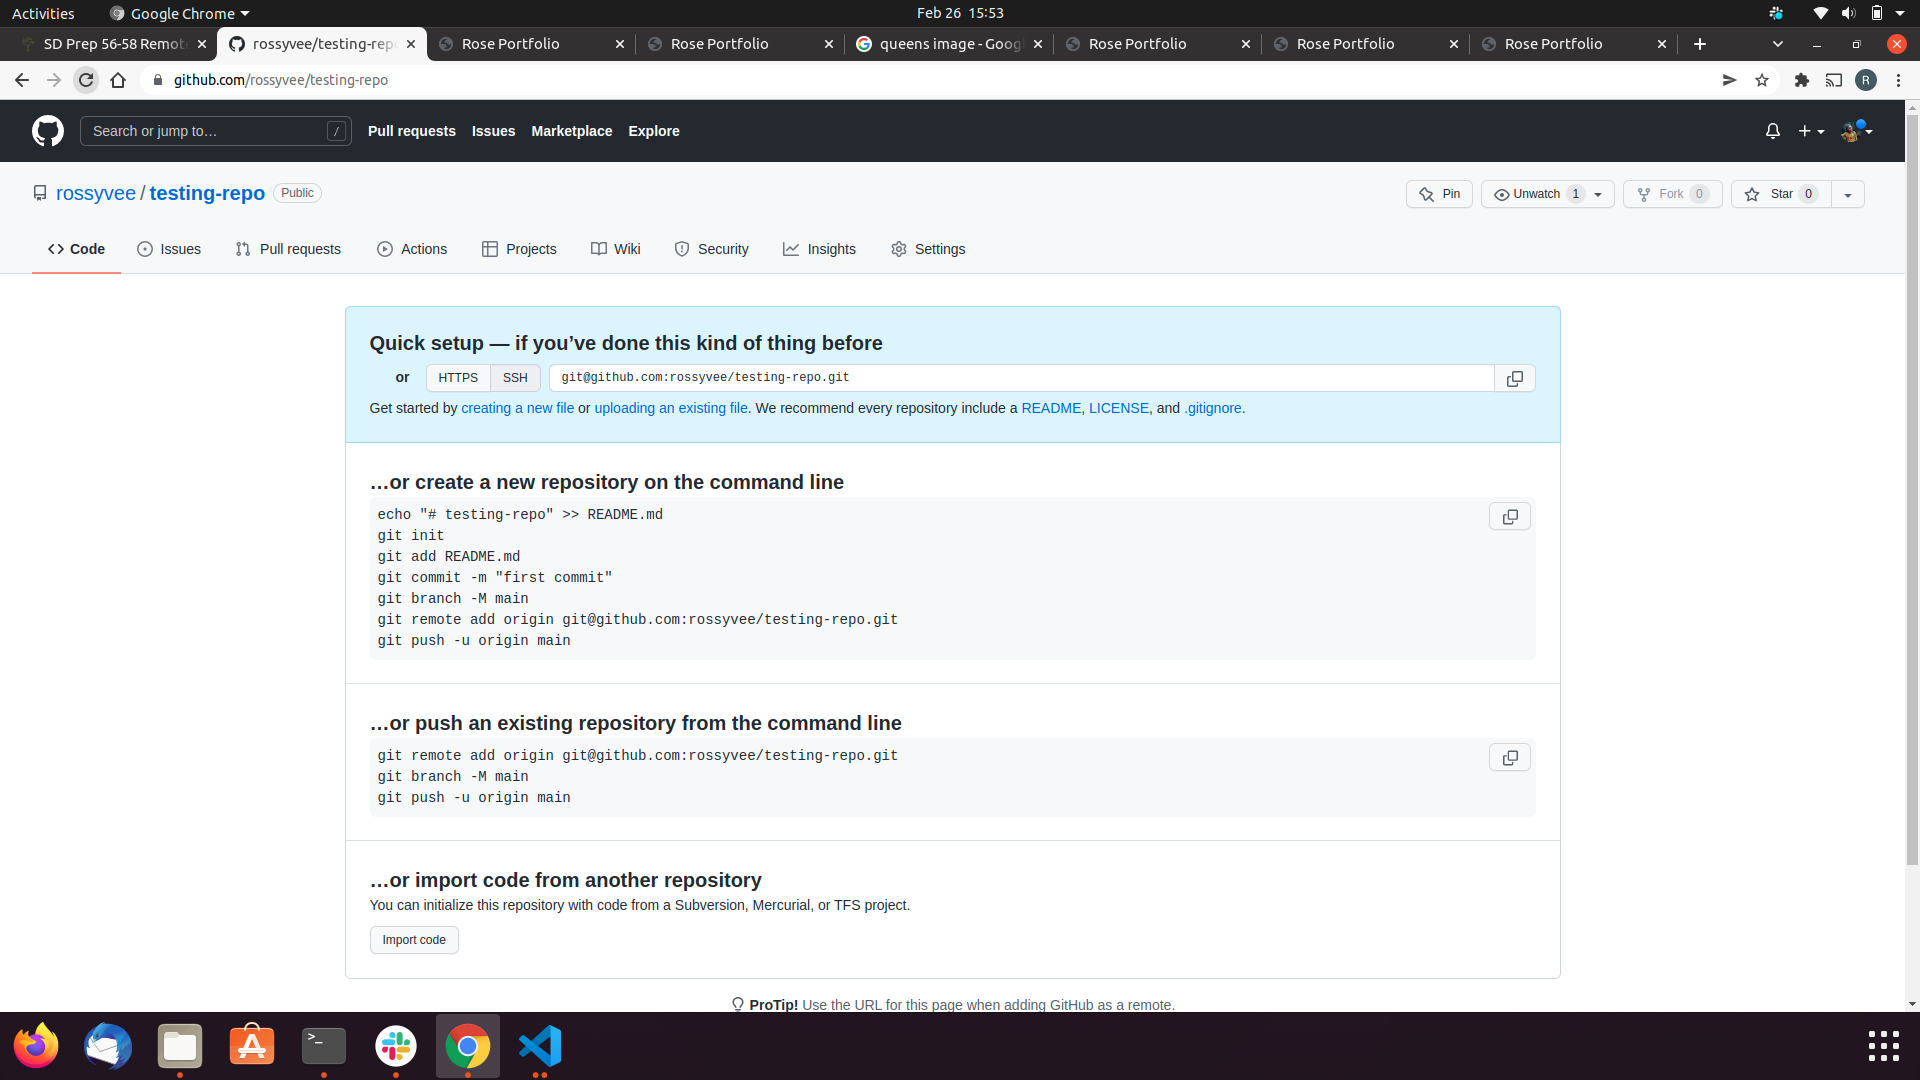 Activities
Google Chrome
Feb 26 15:53
SD Prep 56-58 Remot
rossyvee/testing-rep
Rose Portfolio
Rose Portfolio
queens image - Goog
Rose Portfolio
Rose Portfolio
Rose Portfolio
github.com/rossyvee/testing-repo
R
Search or jump to…
/
Pull requests
Issues
Marketplace
Explore
rossyvee / testing-repo
Public
Pin
Unwatch 1
Fork 0
Star 0
Code
Issues
Pull requests
Actions
Projects
Wiki
Security
Insights
Settings
Quick setup — if you’ve done this kind of thing before
or
HTTPS
SSH
git@github.com:rossyvee/testing-repo.git
Get started by creating a new file or uploading an existing file. We recommend every repository include a README, LICENSE, and .gitignore.
…or create a new repository on the command line
echo "# testing-repo" >> README.md
git init
git add README.md
git commit -m "first commit"
git branch -M main
git remote add origin git@github.com:rossyvee/testing-repo.git
git push -u origin main
…or push an existing repository from the command line
git remote add origin git@github.com:rossyvee/testing-repo.git
git branch -M main
git push -u origin main
…or import code from another repository
You can initialize this repository with code from a Subversion, Mercurial, or TFS project.
Import code
ProTip! Use the URL for this page when adding GitHub as a remote.